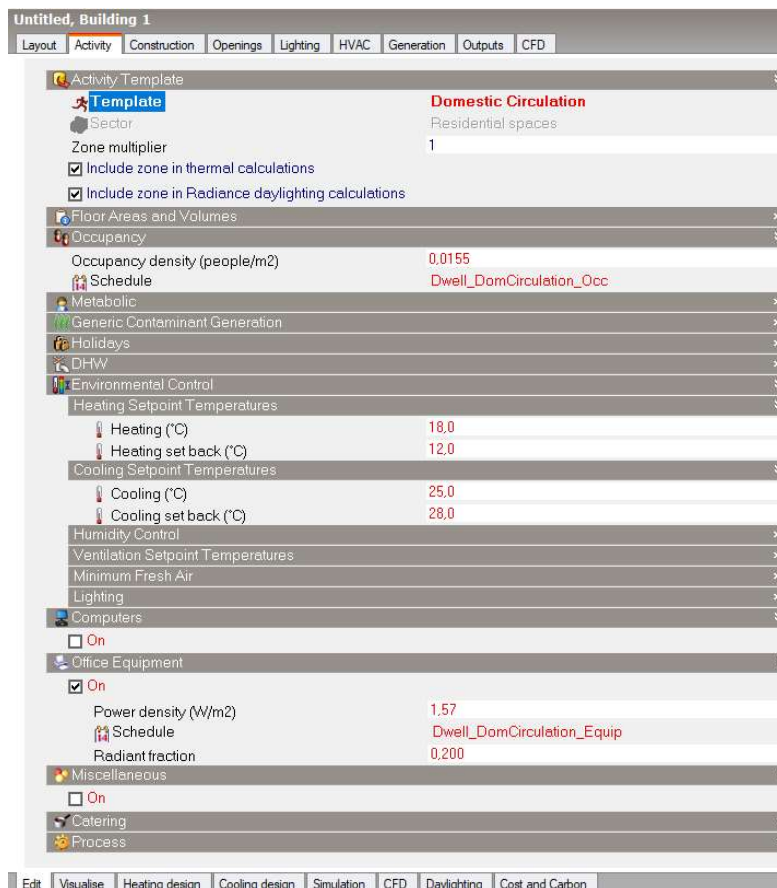 Untitled, Building 1
Layout Activity Construction Openings Lighting HVAC Generation Outputs CFD
Activity Template
Template Domestic Circulation
Sector Residential spaces
Zone multiplier 1
Include zone in thermal calculations
Include zone in Radiance daylighting calculations
Floor Areas and Volumes
Occupancy
Occupancy density (people/m2) 0,0155
Schedule Dwell_DomCirculation_Occ
Metabolic
Generic Contaminant Generation
Holidays
DHW
Environmental Control
Heating Setpoint Temperatures
Heating (°C) 18,0
Heating set back (°C) 12,0
Cooling Setpoint Temperatures
Cooling (°C) 25,0
Cooling set back (°C) 28,0
Humidity Control
Ventilation Setpoint Temperatures
Minimum Fresh Air
Lighting
Computers
On
Office Equipment
On
Power density (W/m2) 1,57
Schedule Dwell_DomCirculation_Equip
Radiant fraction 0,200
Miscellaneous
On
Catering
Process
Edit Visualise Heating design Cooling design Simulation CFD Daylighting Cost and Carbon